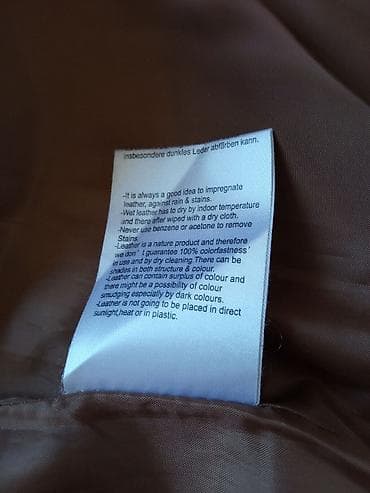 insbesondere dunkles Leder abfärben kann.
-It is always a good idea to impregnate
leather, against rain & stains.
-Wet leather has to dry by indoor temperature
and there after wiped with a dry cloth.
-Never use benzene or acetone to remove
Stains.
-Leather is a nature product and therefore
we don' t guarantee 100% colorfastness'
in use and by dry cleaning.There can be
shades in both structure & colour.
-Leather can contain surplus of colour and
there might be a possibility of colour
smudging especially by dark colours.
-Leather is not going to be placed in direct
sunlight,heat or in plastic.